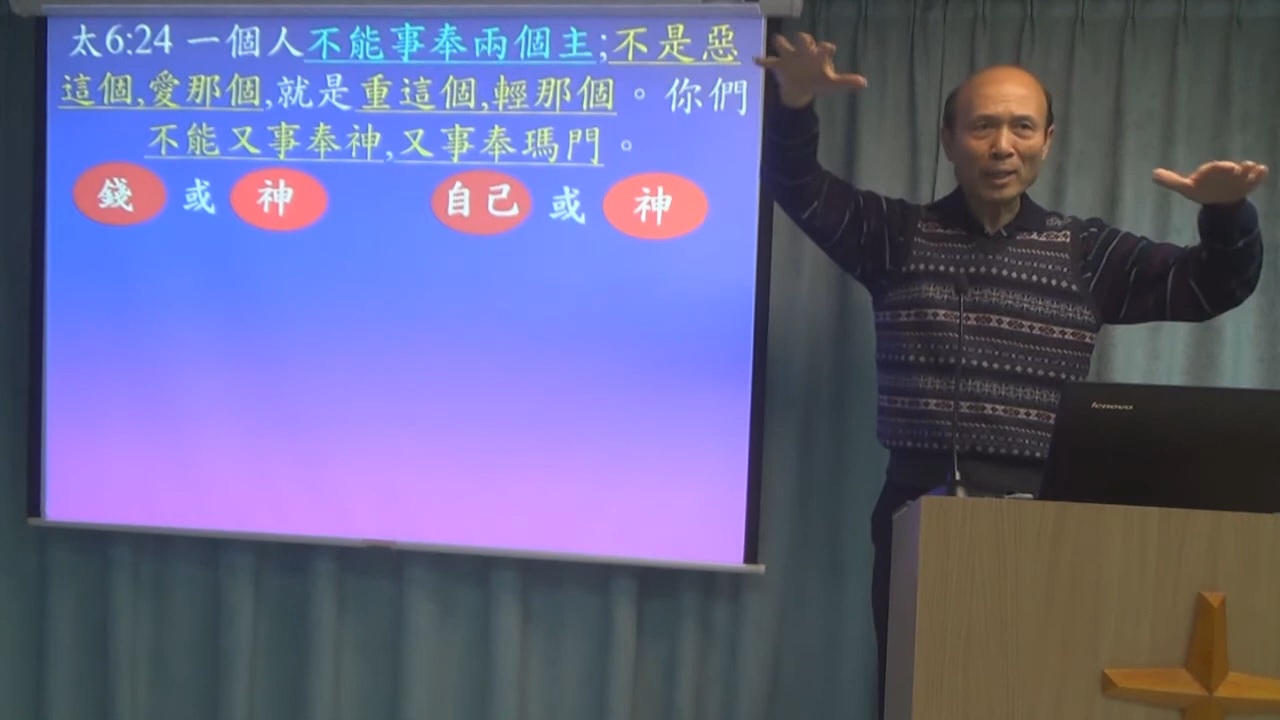 太6:24 一個人不能事奉兩個主;不是惡
這個,愛那個,就是重這個,輕那個。你們
不能又事奉神,又事奉瑪門。
錢 或 神 自己 或 神
lenovo